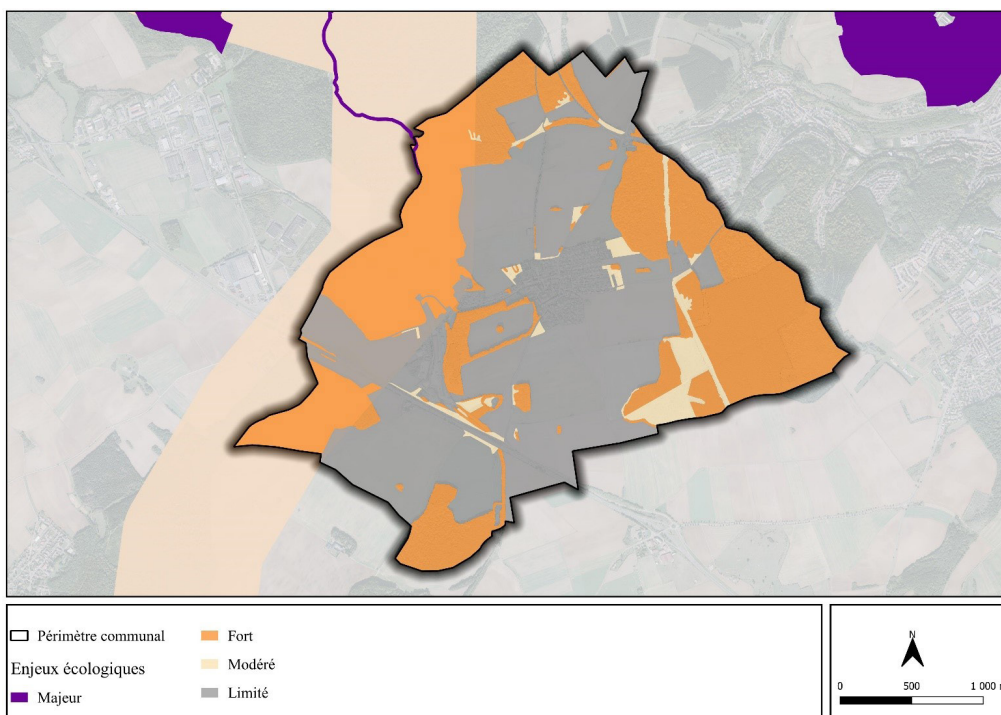 Périmètre communal
Enjeux écologiques
Majeur
Fort
Modéré
Limité
N
0 500 1 000 m